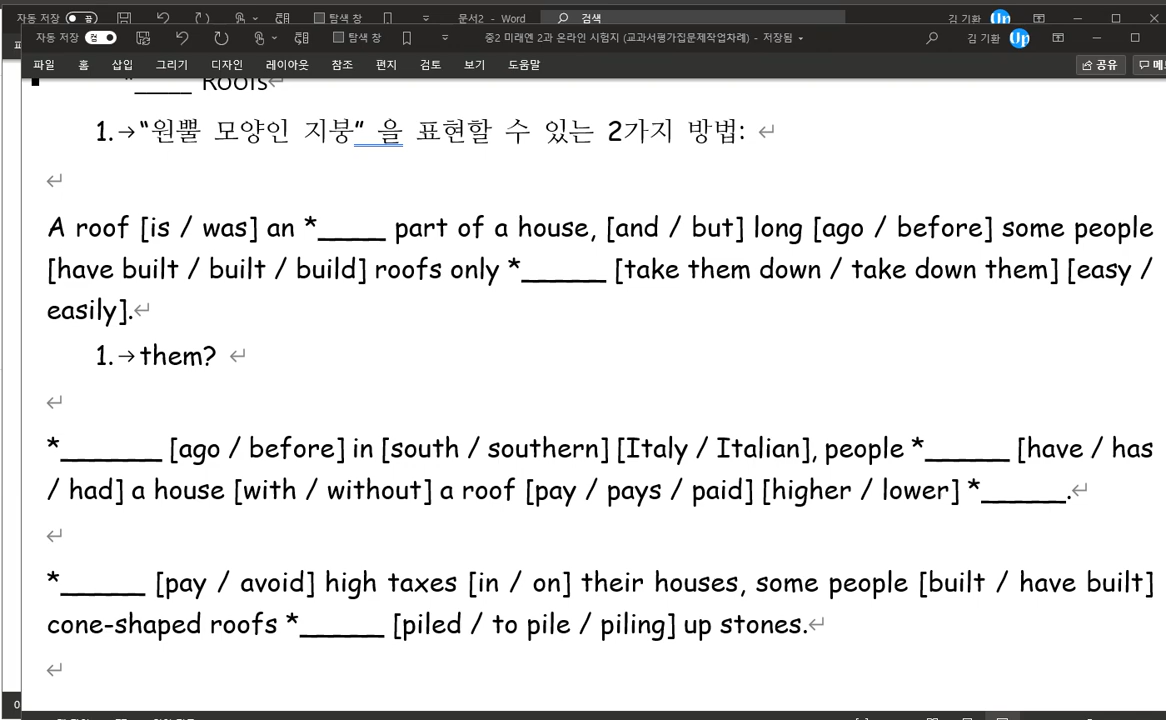 자동 저장 끔 탐색 창 문서2 - Word 검색 김 기환 Up
자동 저장 켬 탐색 창 중2 미래엔 2과 온라인 시험지 (교과서평가집문제작업차례) - 저장됨 김 기환 Up
파일 홈 삽입 그리기 디자인 레이아웃 참조 편지 검토 보기 도움말 공유
*____ Roofs↵
1.→“원뿔 모양인 지붕” 을 표현할 수 있는 2가지 방법: ↵
↵
A roof [is / was] an *____ part of a house, [and / but] long [ago / before] some people
[have built / built / build] roofs only *_____ [take them down / take down them] [easy /
easily].↵
1.→them? ↵
↵
*______ [ago / before] in [south / southern] [Italy / Italian], people *_____ [have / has
/ had] a house [with / without] a roof [pay / pays / paid] [higher / lower] *_____.↵
↵
*_____ [pay / avoid] high taxes [in / on] their houses, some people [built / have built]
cone-shaped roofs *_____ [piled / to pile / piling] up stones.↵
↵